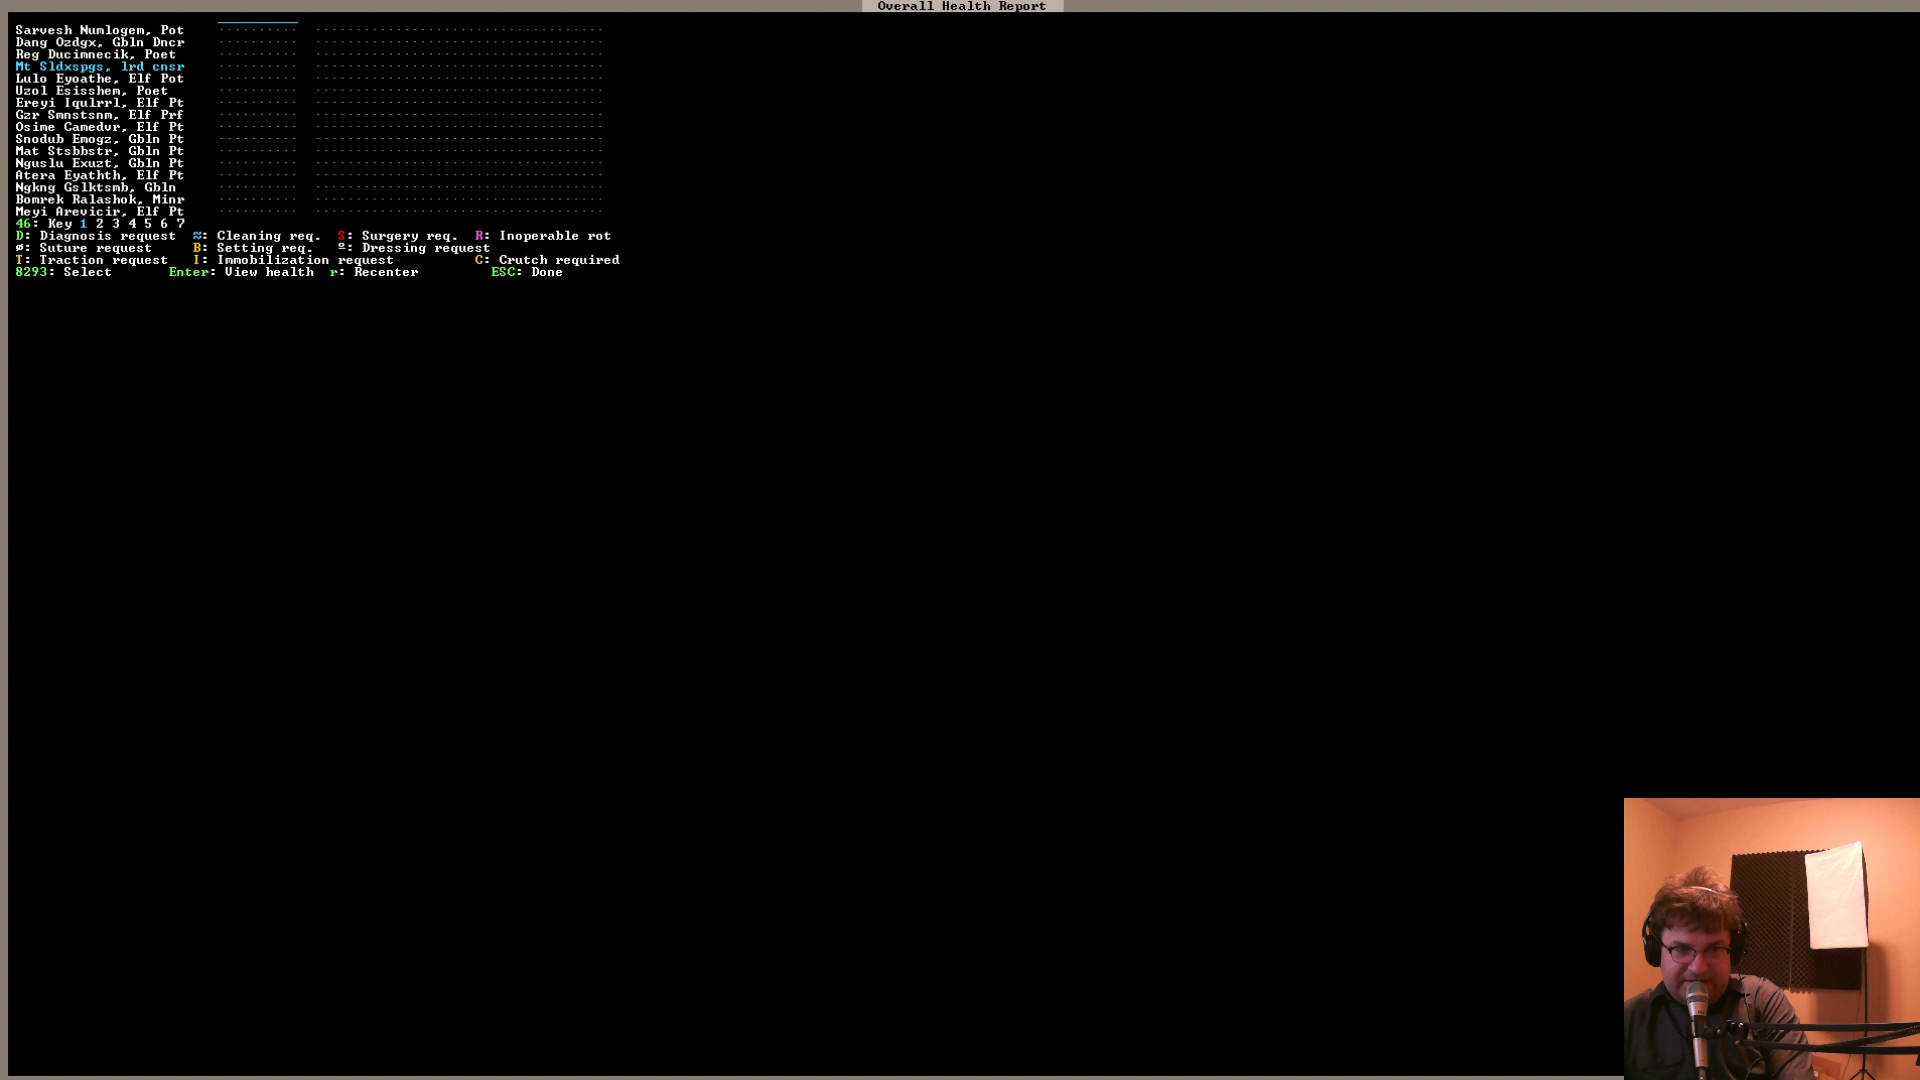 Overall Health Report
Sarvesh Numlogem, Pot
Dang Ozdgx, Gbln Dncr
Reg Ducimnecik, Poet
Mt Sldxspgs, lrd cnsr
Lulo Eyoathe, Elf Pot
Uzol Esisshem, Poet
Ereyi Iqulrrl, Elf Pt
Gzr Smnstsnm, Elf Prf
Osime Camedvr, Elf Pt
Snodub Emogz, Gbln Pt
Mat Stsbbstr, Gbln Pt
Nguslu Exuzt, Gbln Pt
Atera Eyathth, Elf Pt
Ngkng Gslktsmb, Gbln
Bomrek Ralashok, Minr
Meyi Arevicir, Elf Pt
46: Key 1 2 3 4 5 6 7
D: Diagnosis request ≈: Cleaning req. S: Surgery req. R: Inoperable rot
ø: Suture request B: Setting req. º: Dressing request
T: Traction request I: Immobilization request C: Crutch required
8293: Select Enter: View health r: Recenter ESC: Done